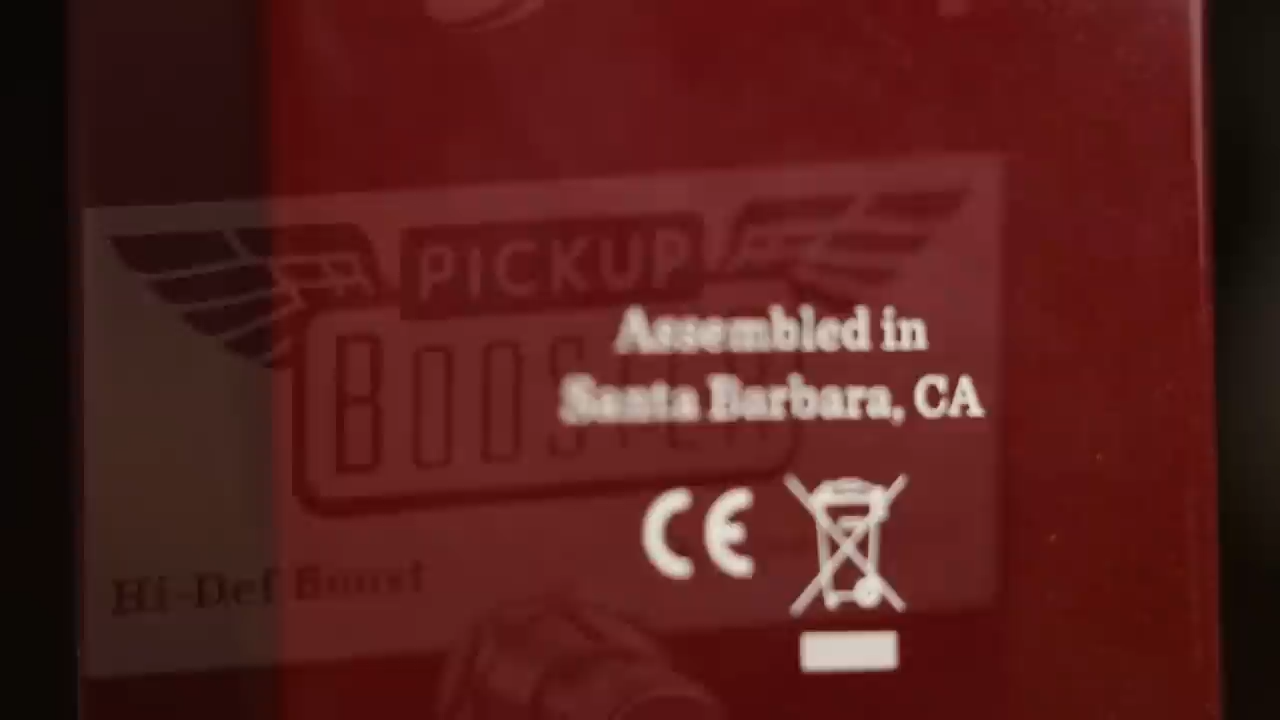 PICKUP
BOOSTER
Assembled in
Santa Barbara, CA
CE
Hi-Def Boost